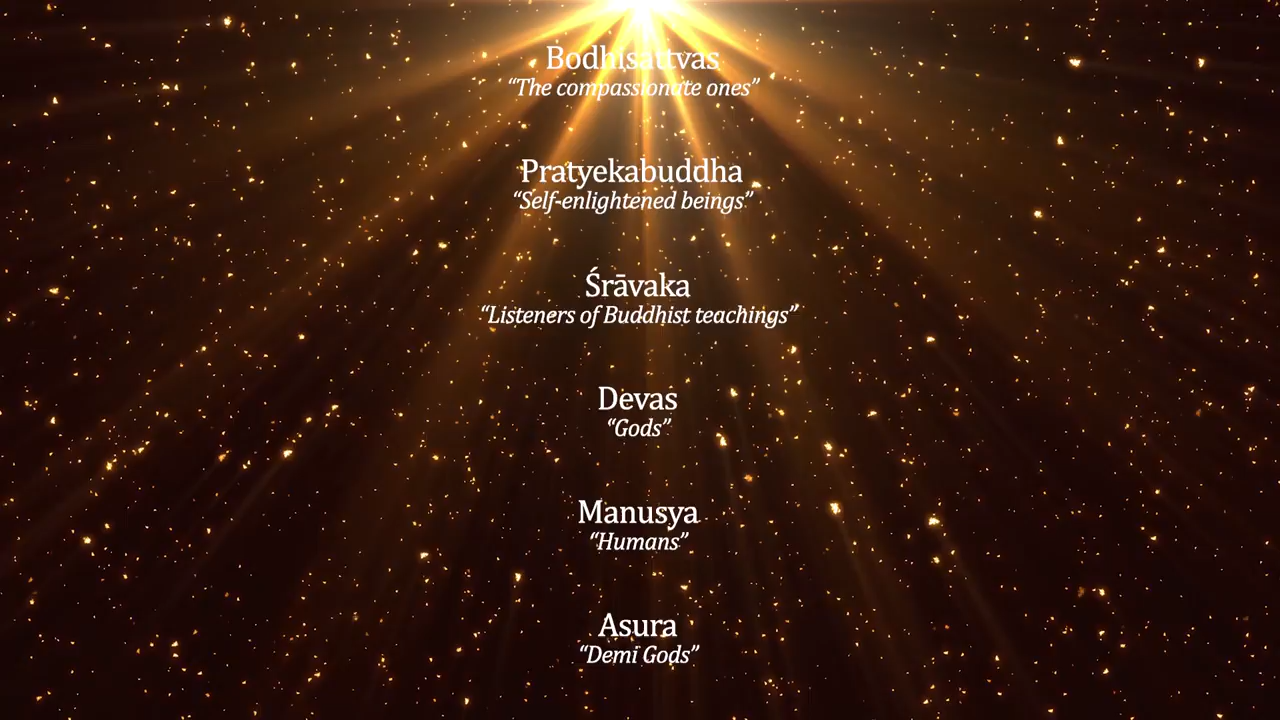 Bodhisattvas
“The compassionate ones”
Pratyekabuddha
“Self-enlightened beings”
Śrāvaka
“Listeners of Buddhist teachings”
Devas
“Gods”
Manusya
“Humans”
Asura
“Demi Gods”